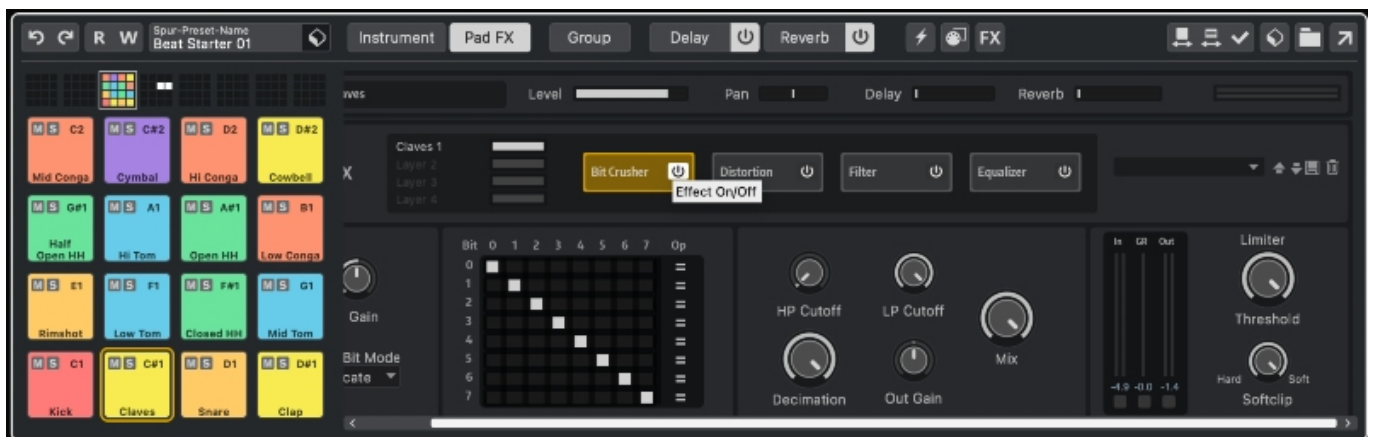 R W Spur-Preset-Name
Beat Starter 01
Instrument Pad FX Group Delay Reverb FX
Level Pan Delay Reverb
M S C2 M S C#2 M S D2 M S D#2
Mid Conga Cymbal Hi Conga Cowbell
Claves 1
Layer 2
Layer 3
Layer 4
X
Bit Crusher Distortion Filter Equalizer
Effect On/Off
M S G#1 M S A1 M S A#1 M S B1
Half
Open HH Hi Tom Open HH Low Conga
M S E1 M S F1 M S F#1 M S G1
Rimshot Low Tom Closed HH Mid Tom
M S C1 M S C#1 M S D1 M S D#1
Kick Claves Snare Clap
Gain
Bit Mode
cate
Bit 0 1 2 3 4 5 6 7 Op
0 =
1 =
2 =
3 =
4 =
5 =
6 =
7 =
HP Cutoff LP Cutoff
Decimation Out Gain
Mix
In GR Out
-4.9 -0.0 -1.4
Limiter
Threshold
Hard Soft
Softclip